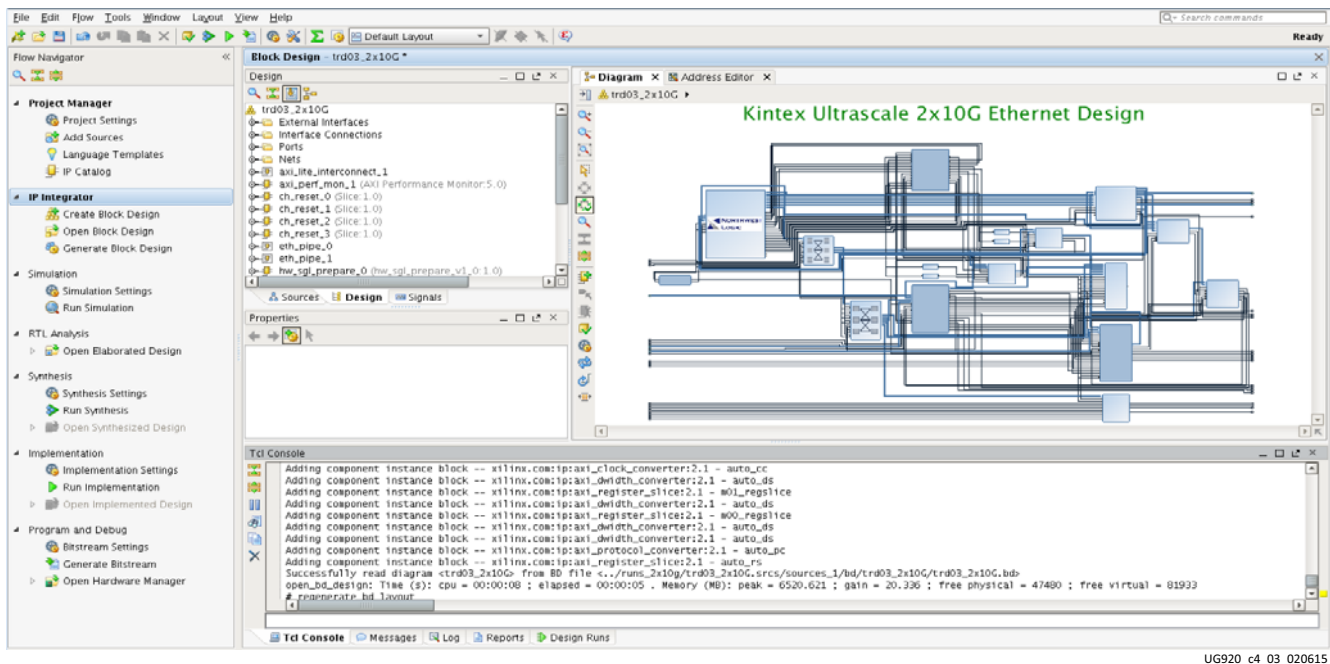 File Edit Flow Tools Window Layout View Help
Search commands
Default Layout
Ready
Flow Navigator
Project Manager
Project Settings
Add Sources
Language Templates
IP Catalog
IP Integrator
Create Block Design
Open Block Design
Generate Block Design
Simulation
Simulation Settings
Run Simulation
RTL Analysis
Open Elaborated Design
Synthesis
Synthesis Settings
Run Synthesis
Open Synthesized Design
Implementation
Implementation Settings
Run Implementation
Open Implemented Design
Program and Debug
Bitstream Settings
Generate Bitstream
Open Hardware Manager
Block Design - trd03_2x10G *
Design
trd03_2x10G
External Interfaces
Interface Connections
Ports
Nets
axi_lite_interconnect_1
axi_perf_mon_1 (AXI Performance Monitor:5.0)
ch_reset_0 (Slice:1.0)
ch_reset_1 (Slice:1.0)
ch_reset_2 (Slice:1.0)
ch_reset_3 (Slice:1.0)
eth_pipe_0
eth_pipe_1
hw_sgl_prepare_0 (hw_sgl_prepare_v1_0:1.0)
Sources Design Signals
Properties
Diagram Address Editor
trd03_2x10G
Kintex Ultrascale 2x10G Ethernet Design
NORTHWEST
LOGIC
Tcl Console
Adding component instance block -- xilinx.com:ip:axi_clock_converter:2.1 - auto_cc
Adding component instance block -- xilinx.com:ip:axi_dwidth_converter:2.1 - auto_ds
Adding component instance block -- xilinx.com:ip:axi_register_slice:2.1 - m01_regslice
Adding component instance block -- xilinx.com:ip:axi_dwidth_converter:2.1 - auto_ds
Adding component instance block -- xilinx.com:ip:axi_register_slice:2.1 - m00_regslice
Adding component instance block -- xilinx.com:ip:axi_dwidth_converter:2.1 - auto_ds
Adding component instance block -- xilinx.com:ip:axi_dwidth_converter:2.1 - auto_ds
Adding component instance block -- xilinx.com:ip:axi_protocol_converter:2.1 - auto_pc
Adding component instance block -- xilinx.com:ip:axi_register_slice:2.1 - auto_rs
Successfully read diagram <trd03_2x10G> from BD file <../runs_2x10g/trd03_2x10G.srcs/sources_1/bd/trd03_2x10G/trd03_2x10G.bd>
open_bd_design: Time (s): cpu = 00:00:08 ; elapsed = 00:00:05 . Memory (MB): peak = 6520.621 ; gain = 20.336 ; free physical = 47480 ; free virtual = 81933
# regenerate_bd_layout
Tcl Console Messages Log Reports Design Runs
UG920_c4_03_020615